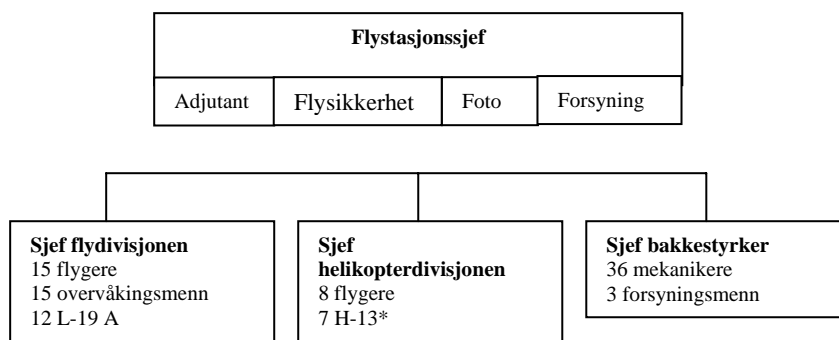 Flystasjonssjef
Adjutant
Flysikkerhet
Foto
Forsyning
Sjef flydivisjonen
15 flygere
15 overvåkingsmenn
12 L-19 A
Sjef
helikopterdivisjonen
8 flygere
7 H-13*
Sjef bakkestyrker
36 mekanikere
3 forsyningsmenn